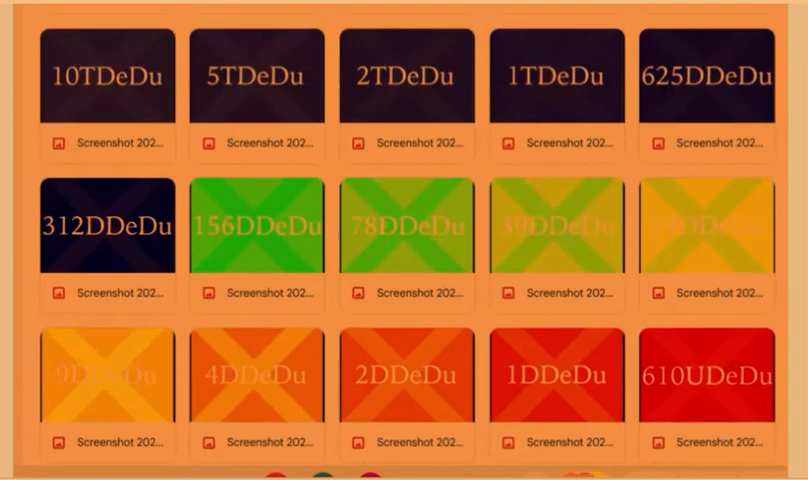 10TDeDu 5TDeDu 2TDeDu 1TDeDu 625DDeDu
Screenshot 202... Screenshot 202... Screenshot 202... Screenshot 202... Screenshot 202...
312DDeDu 156DDeDu 78DDeDu 39DDeDu
Screenshot 202... Screenshot 202... Screenshot 202... Screenshot 202... Screenshot 202...
4DDeDu 2DDeDu 1DDeDu 610UDeDu
Screenshot 202... Screenshot 202... Screenshot 202... Screenshot 202... Screenshot 202...